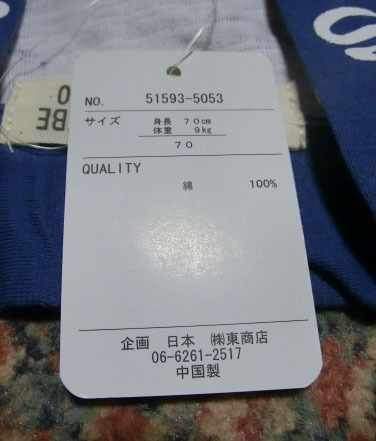 NO. 51593-5053
サイズ 身長 70cm
体重 9kg
70
QUALITY
綿 100%
企画 日本 ㈱東商店
06-6261-2517
中国製